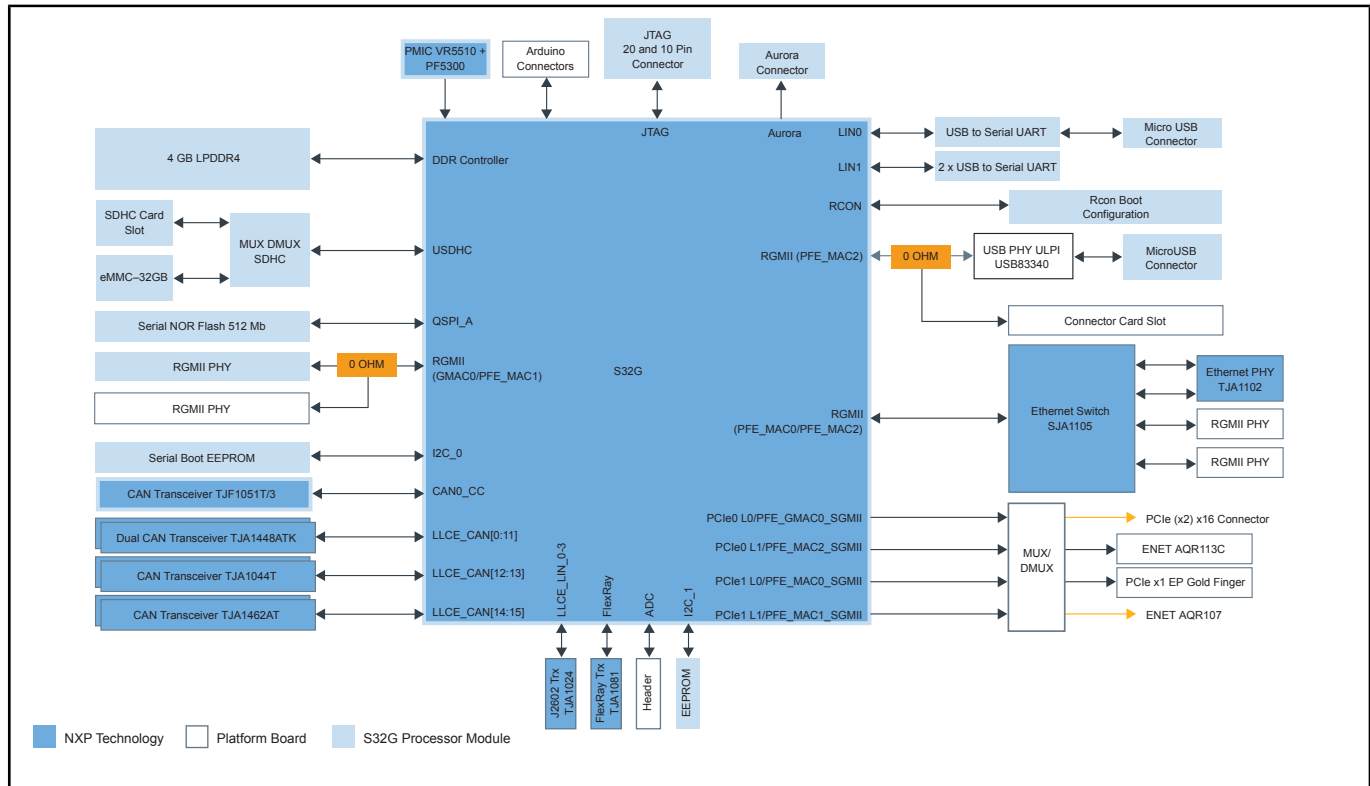 PMIC VR5510 +
PF5300
Arduino
Connectors
JTAG
20 and 10 Pin
Connector
Aurora
Connector
JTAG
Aurora
LIN0
USB to Serial UART
Micro USB
Connector
4 GB LPDDR4
DDR Controller
LIN1
2 x USB to Serial UART
SDHC Card
Slot
RCON
Rcon Boot
Configuration
MUX DMUX
SDHC
USDHC
RGMII (PFE_MAC2)
0 OHM
USB PHY ULPI
USB83340
MicroUSB
Connector
eMMC–32GB
Serial NOR Flash 512 Mb
QSPI_A
Connector Card Slot
RGMII PHY
0 OHM
RGMII
(GMAC0/PFE_MAC1)
S32G
Ethernet PHY
TJA1102
RGMII PHY
RGMII
(PFE_MAC0/PFE_MAC2)
Ethernet Switch
SJA1105
RGMII PHY
RGMII PHY
Serial Boot EEPROM
I2C_0
CAN Transceiver TJF1051T/3
CAN0_CC
Dual CAN Transceiver TJA1448ATK
LLCE_CAN[0:11]
PCIe0 L0/PFE_GMAC0_SGMII
PCIe (x2) x16 Connector
PCIe0 L1/PFE_MAC2_SGMII
MUX/
DMUX
ENET AQR113C
CAN Transceiver TJA1044T
LLCE_CAN[12:13]
PCIe1 L0/PFE_MAC0_SGMII
PCIe x1 EP Gold Finger
CAN Transceiver TJA1462AT
LLCE_CAN[14:15]
LLCE_LIN_0-3
FlexRay
ADC
I2C_1
PCIe1 L1/PFE_MAC1_SGMII
ENET AQR107
J2602 Trx
TJA1024
FlexRay Trx
TJA1081
Header
EEPROM
NXP Technology
Platform Board
S32G Processor Module